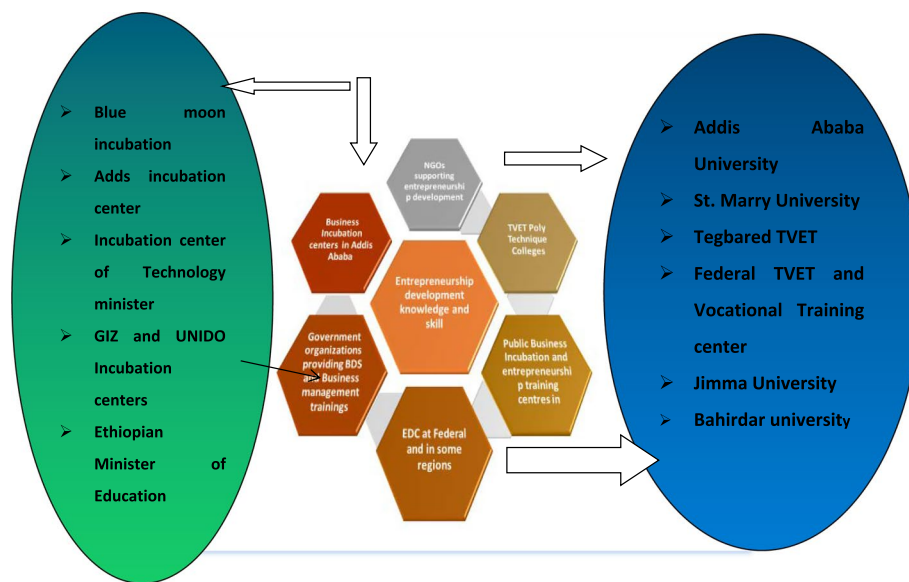 ➢ Blue moon
incubation
➢ Adds incubation
center
➢ Incubation center
of Technology
minister
➢ GIZ and UNIDO
Incubation
centers
➢ Ethiopian
Minister of
Education
NGOs
supporting
entrepreneurshi
p development
Business
Incubation
centers in Addis
Ababa
TVET Poly
Technique
Colleges
Entrepreneurship
development
knowledge and
skill
Government
organizations
providing BDS
and Business
management
trainings
Public Business
Incubation and
entrepreneurshi
p training
centres in
EDC at Federal
and in some
regions
➢ Addis Ababa
University
➢ St. Marry University
➢ Tegbared TVET
➢ Federal TVET and
Vocational Training
center
➢ Jimma University
➢ Bahirdar university